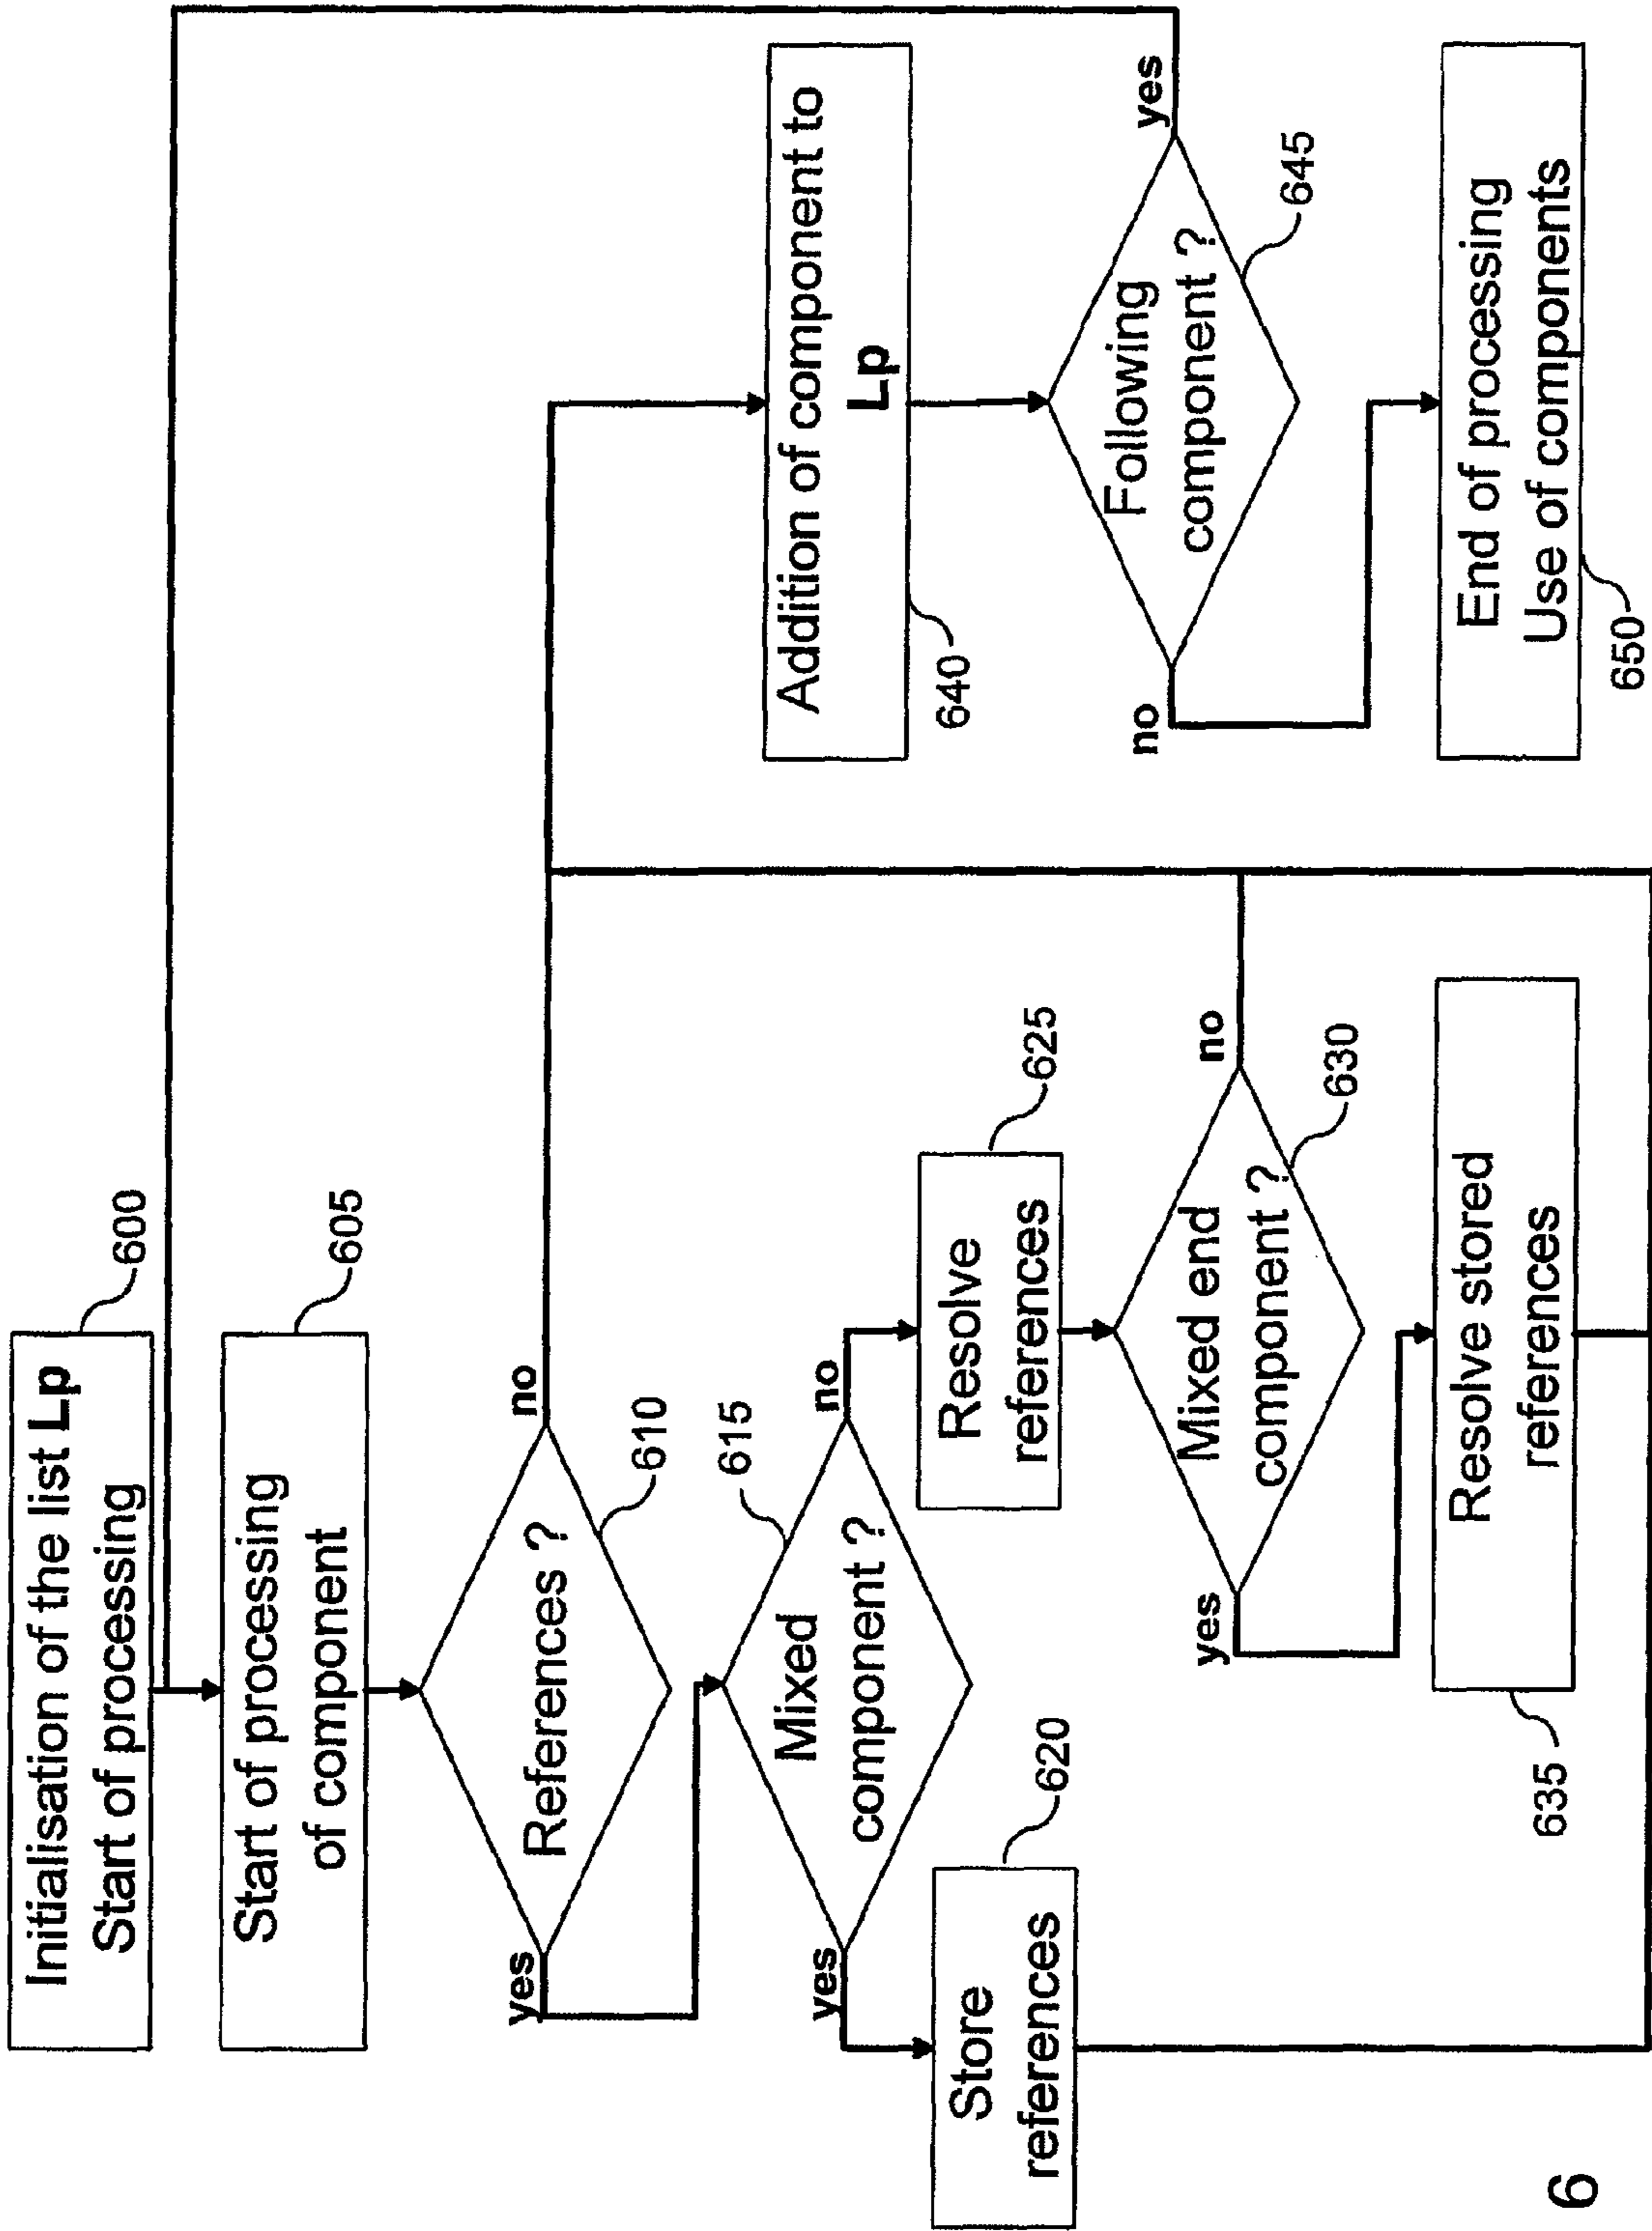 Initialisation of the list Lp
Start of processing
600
Start of processing
of component
605
References ?
610
yes
no
Mixed
component ?
615
yes
no
Store
references
620
Resolve
references
625
Mixed end
component ?
630
yes
no
Resolve stored
references
635
Addition of component to
Lp
640
Following
component ?
645
no
yes
End of processing
Use of components
650
6